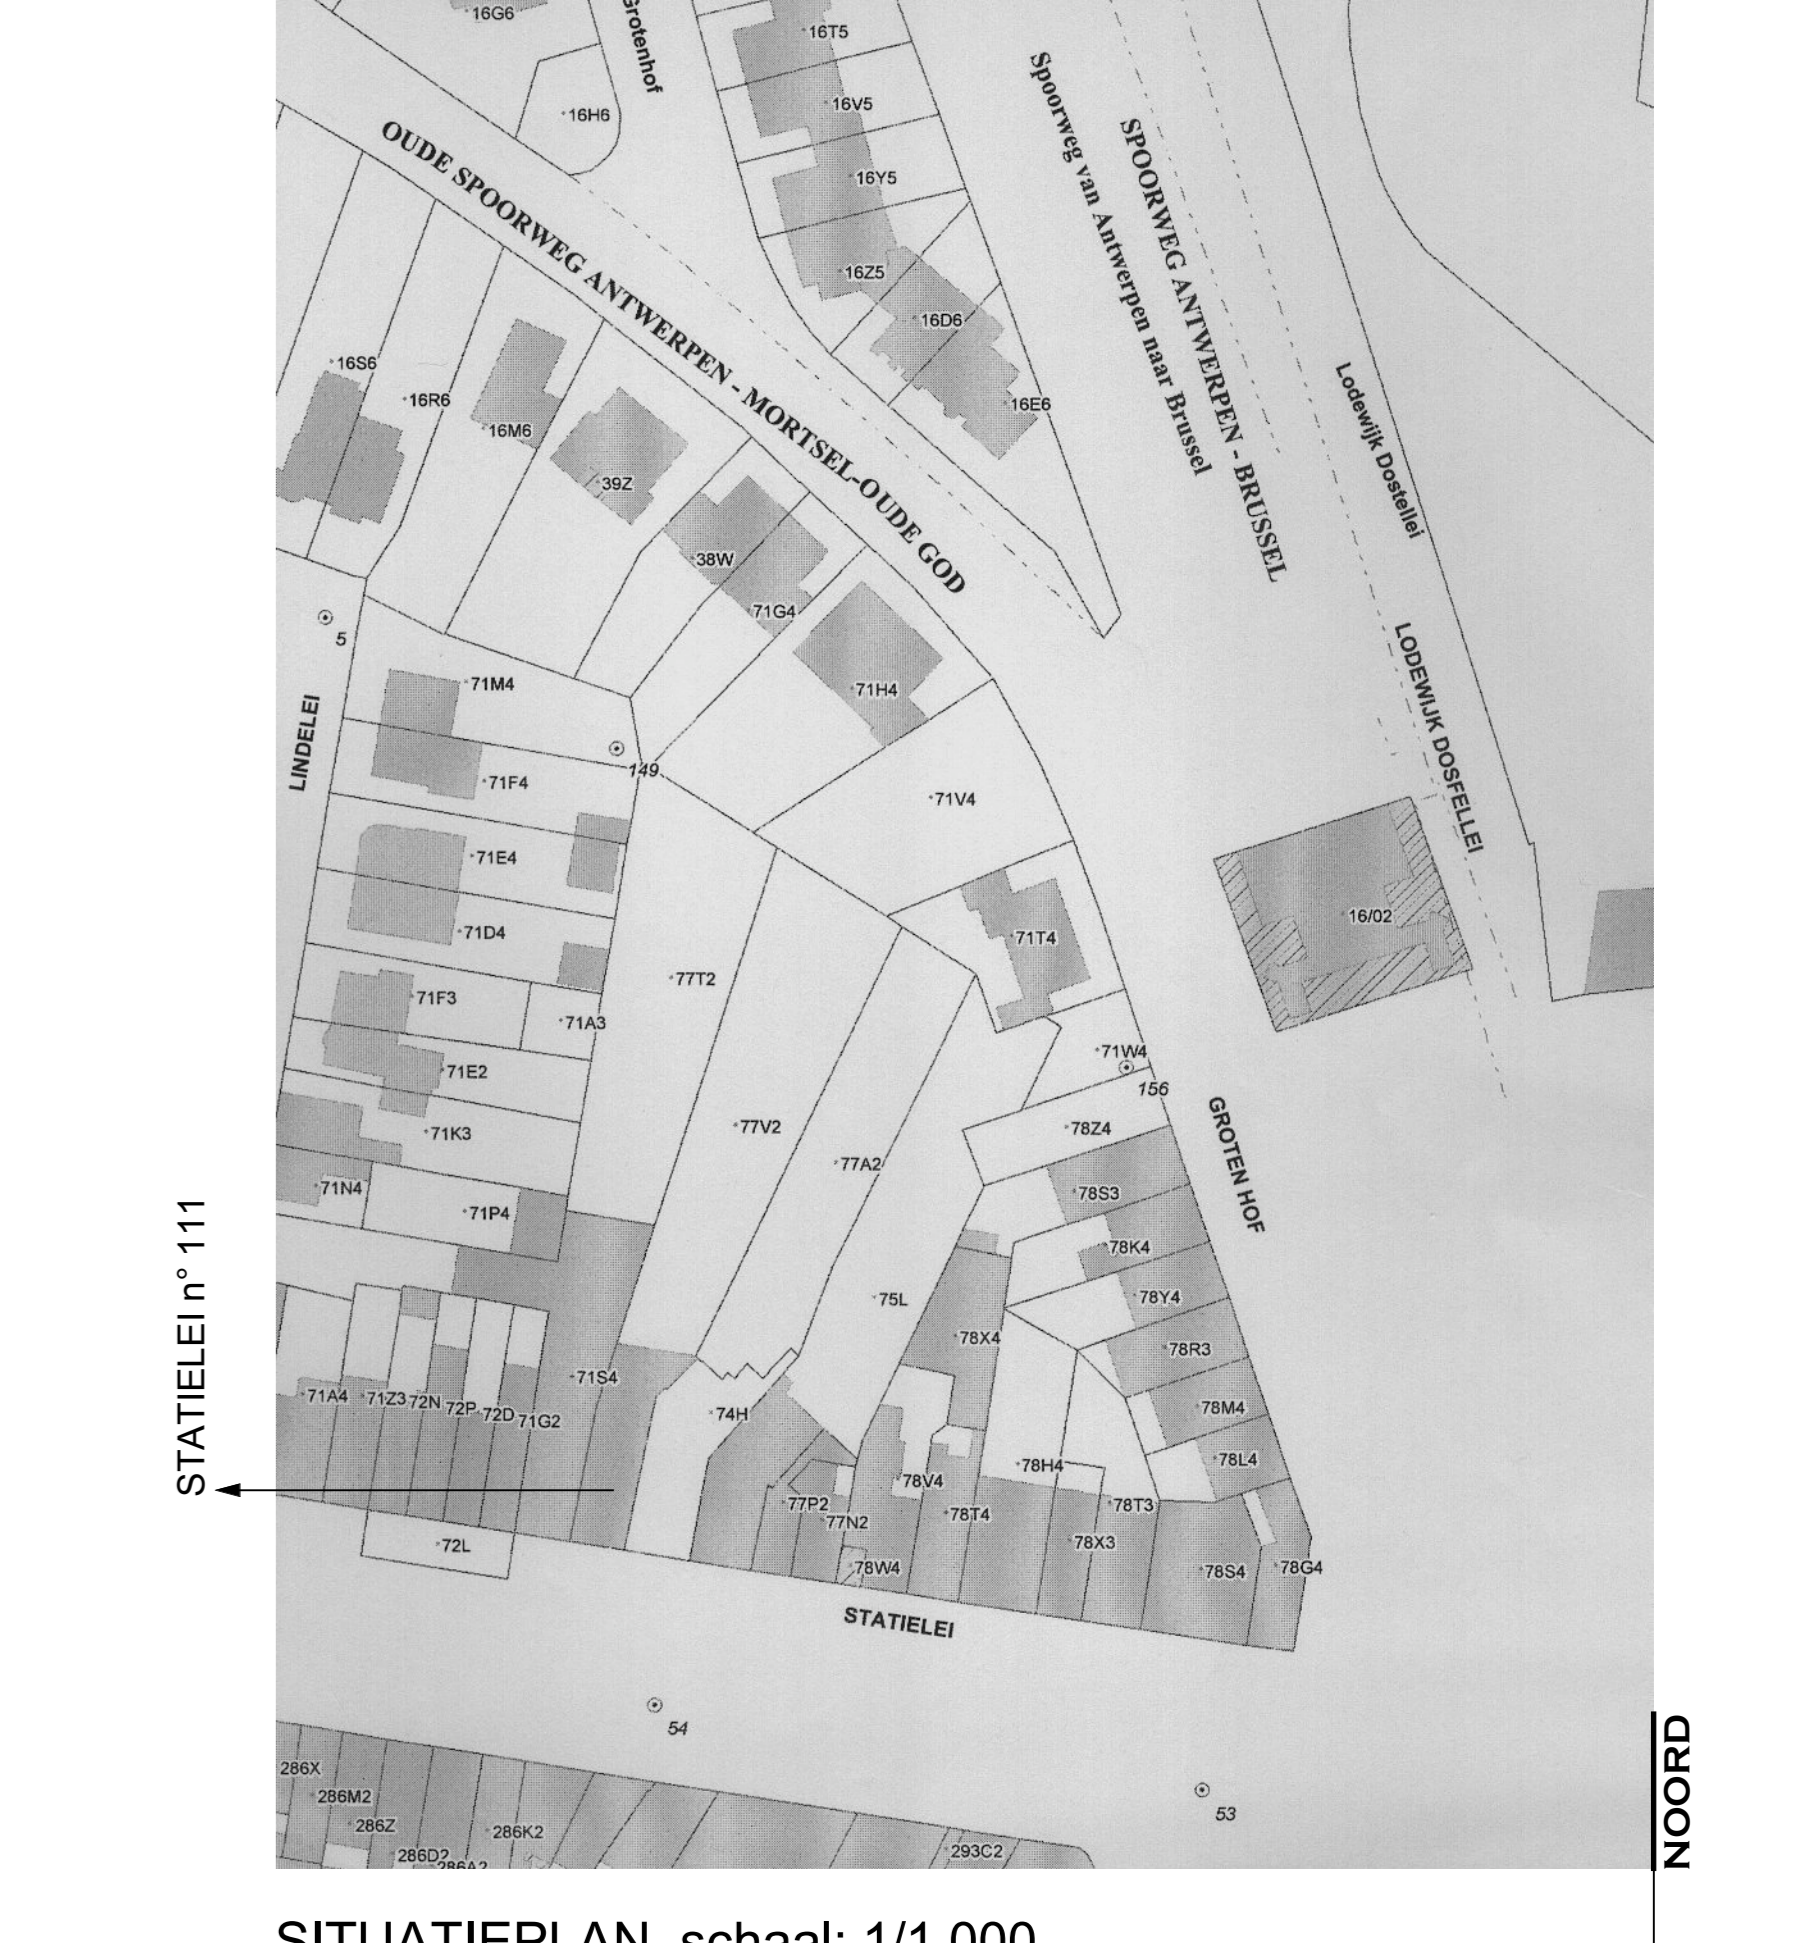 16G6
Grotenhof
16T5
16H6
16V5
OUDE SPOORWEG ANTWERPEN - MORTSEL-OUDE GOD
16Y5
Spoorweg van Antwerpen naar Brussel
SPOORWEG ANTWERPEN - BRUSSEL
16Z5
16D6
16S6
16R6
16E6
16M6
Lodewijk Dosfellei
39Z
38W
71G4
5
71M4
71H4
LODEWIJK DOSFELLEI
LINDELEI
149
71F4
71V4
71E4
16/02
71D4
71T4
77T2
71F3
71A3
71W4
71E2
156
77V2
78Z4
71K3
GROTEN HOF
77A2
71N4
78S3
71P4
78K4
STATIELEI n° 111
75L
78Y4
78X4
78R3
71S4
71A4
71Z3
72N
72P
72D
71G2
74H
78M4
78L4
78H4
78V4
77P2
78T3
78T4
77N2
72L
78X3
78W4
78S4
78G4
STATIELEI
54
53
NOORD
286X
286M2
286Z
286K2
286D2
286A2
293C2
SITUATIEPLAN schaal: 1/1.000